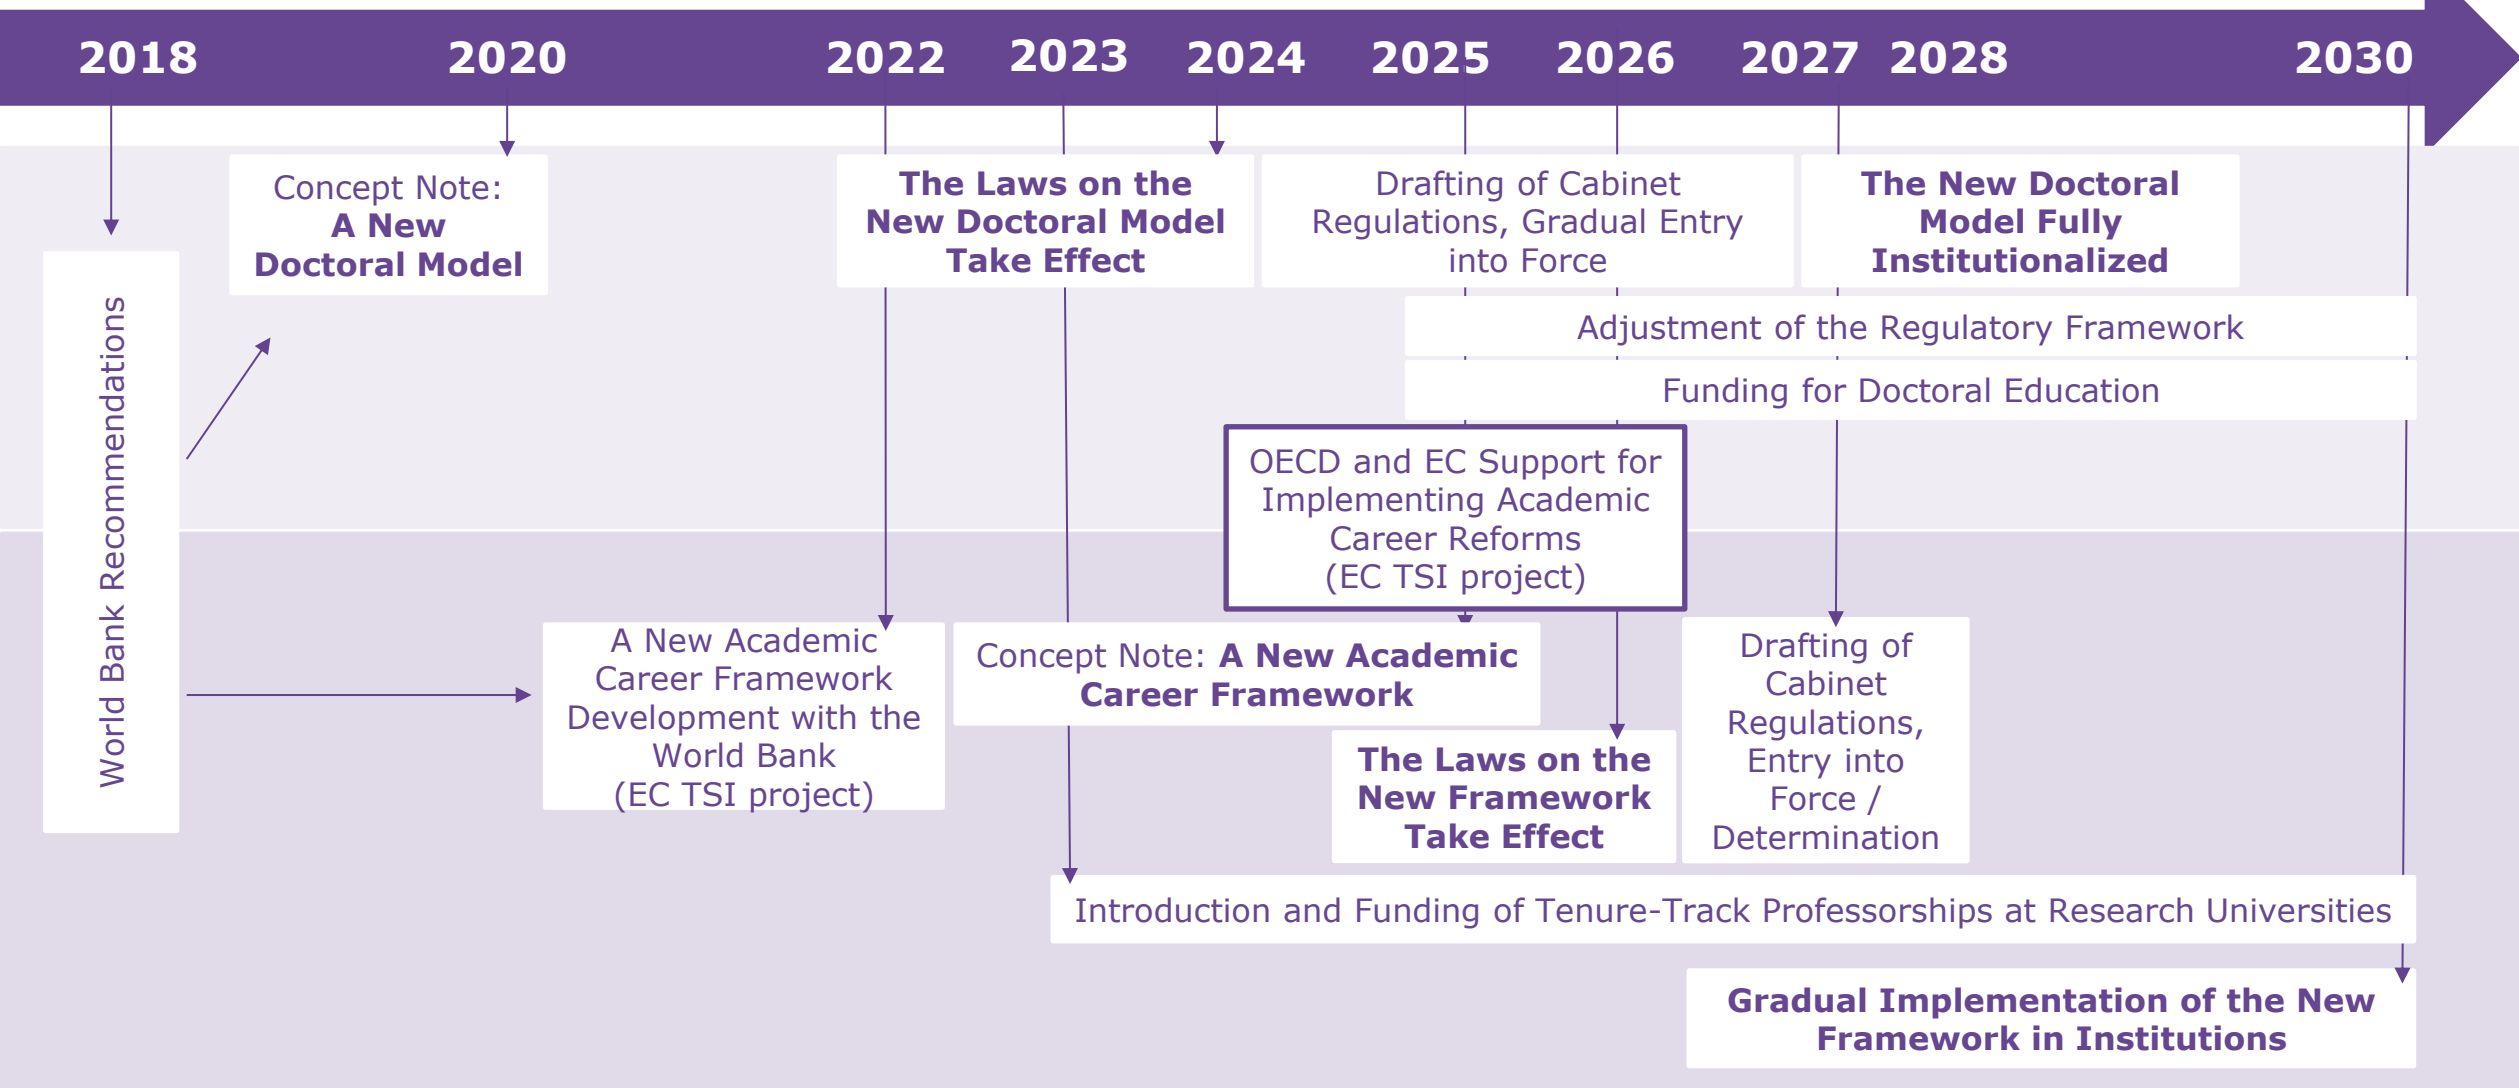 2018 2020 2022 2023 2024 2025 2026 2027 2028 2030
Concept Note:
A New
Doctoral Model
The Laws on the
New Doctoral Model
Take Effect
Drafting of Cabinet
Regulations, Gradual Entry
into Force
The New Doctoral
Model Fully
Institutionalized
Adjustment of the Regulatory Framework
Funding for Doctoral Education
World Bank Recommendations
OECD and EC Support for
Implementing Academic
Career Reforms
(EC TSI project)
A New Academic
Career Framework
Development with the
World Bank
(EC TSI project)
Concept Note: A New Academic
Career Framework
The Laws on the
New Framework
Take Effect
Drafting of
Cabinet
Regulations,
Entry into
Force /
Determination
Introduction and Funding of Tenure-Track Professorships at Research Universities
Gradual Implementation of the New
Framework in Institutions